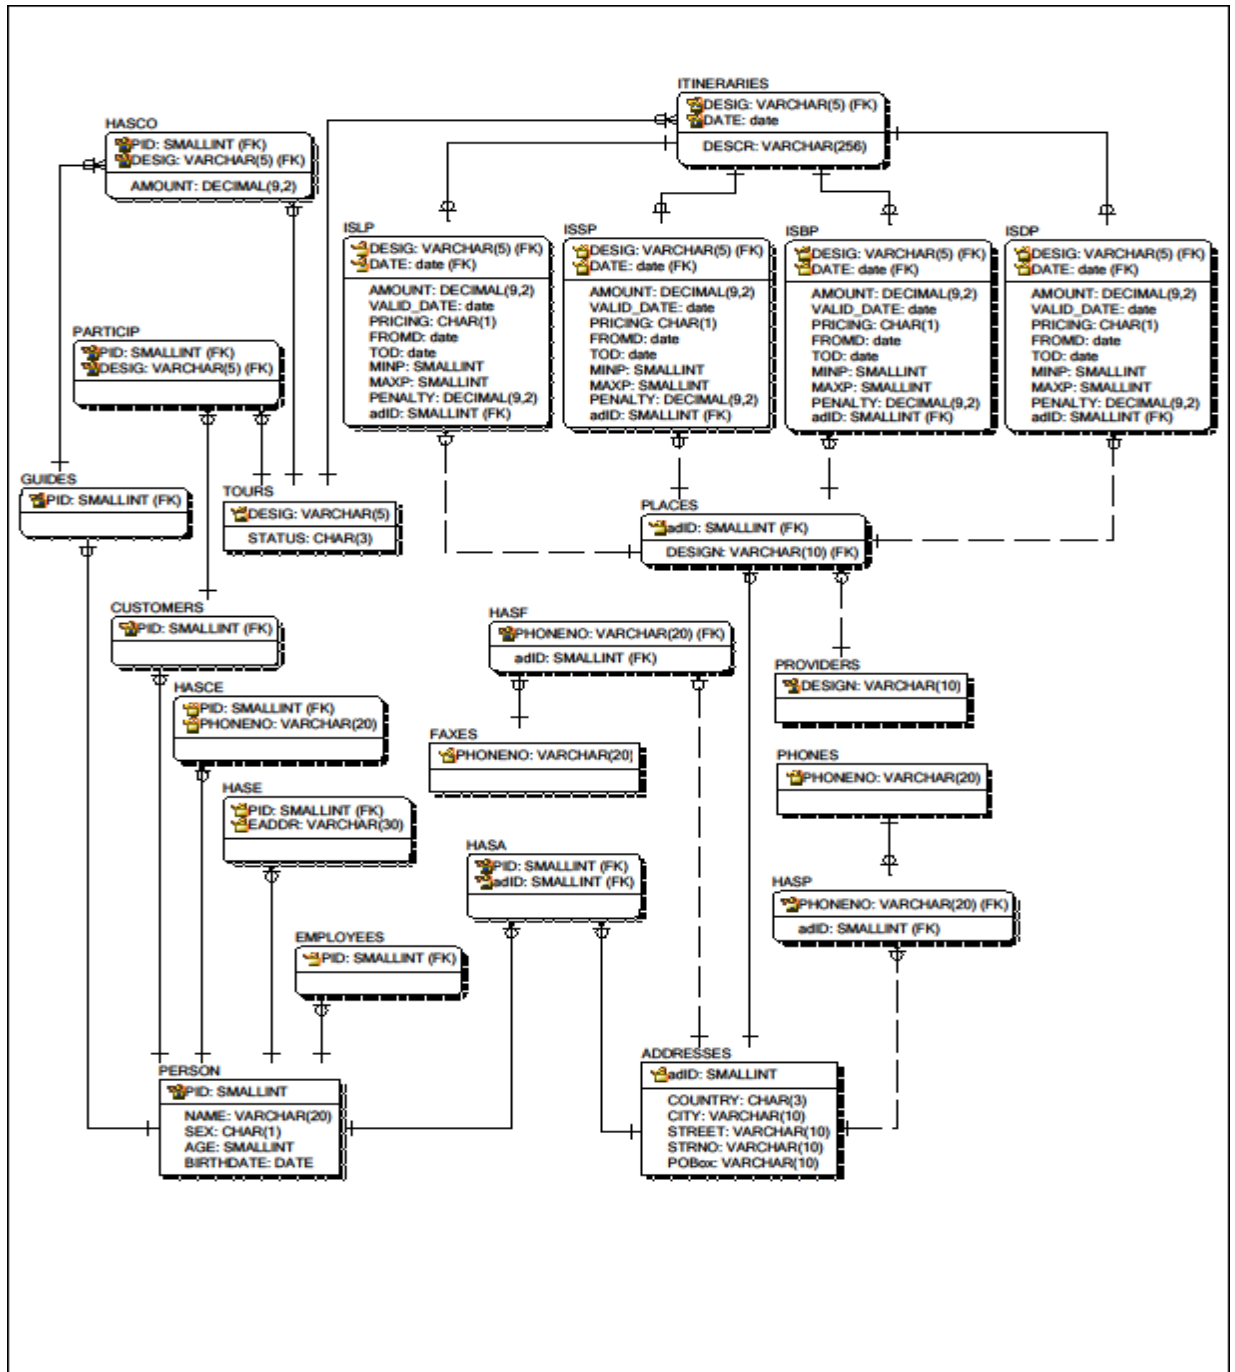 ITINERARIES
DESIG: VARCHAR(5) (FK)
DATE: date
DESCR: VARCHAR(256)
HASCO
PID: SMALLINT (FK)
DESIG: VARCHAR(5) (FK)
AMOUNT: DECIMAL(9,2)
ISLP
DESIG: VARCHAR(5) (FK)
DATE: date (FK)
AMOUNT: DECIMAL(9,2)
VALID_DATE: date
PRICING: CHAR(1)
FROMD: date
TOD: date
MINP: SMALLINT
MAXP: SMALLINT
PENALTY: DECIMAL(9,2)
adID: SMALLINT (FK)
ISSP
DESIG: VARCHAR(5) (FK)
DATE: date (FK)
AMOUNT: DECIMAL(9,2)
VALID_DATE: date
PRICING: CHAR(1)
FROMD: date
TOD: date
MINP: SMALLINT
MAXP: SMALLINT
PENALTY: DECIMAL(9,2)
adID: SMALLINT (FK)
ISBP
DESIG: VARCHAR(5) (FK)
DATE: date (FK)
AMOUNT: DECIMAL(9,2)
VALID_DATE: date
PRICING: CHAR(1)
FROMD: date
TOD: date
MINP: SMALLINT
MAXP: SMALLINT
PENALTY: DECIMAL(9,2)
adID: SMALLINT (FK)
ISDP
DESIG: VARCHAR(5) (FK)
DATE: date (FK)
AMOUNT: DECIMAL(9,2)
VALID_DATE: date
PRICING: CHAR(1)
FROMD: date
TOD: date
MINP: SMALLINT
MAXP: SMALLINT
PENALTY: DECIMAL(9,2)
adID: SMALLINT (FK)
PARTICIP
PID: SMALLINT (FK)
DESIG: VARCHAR(5) (FK)
GUIDES
PID: SMALLINT (FK)
TOURS
DESIG: VARCHAR(5)
STATUS: CHAR(3)
PLACES
adID: SMALLINT (FK)
DESIGN: VARCHAR(10) (FK)
CUSTOMERS
PID: SMALLINT (FK)
HASF
PHONENO: VARCHAR(20) (FK)
adID: SMALLINT (FK)
PROVIDERS
DESIGN: VARCHAR(10)
HASCE
PID: SMALLINT (FK)
PHONENO: VARCHAR(20)
FAXES
PHONENO: VARCHAR(20)
PHONES
PHONENO: VARCHAR(20)
HASE
PID: SMALLINT (FK)
EADDR: VARCHAR(30)
HASA
PID: SMALLINT (FK)
adID: SMALLINT (FK)
HASP
PHONENO: VARCHAR(20) (FK)
adID: SMALLINT (FK)
EMPLOYEES
PID: SMALLINT (FK)
PERSON
PID: SMALLINT
NAME: VARCHAR(20)
SEX: CHAR(1)
AGE: SMALLINT
BIRTHDATE: DATE
ADDRESSES
adID: SMALLINT
COUNTRY: CHAR(3)
CITY: VARCHAR(10)
STREET: VARCHAR(10)
STRNO: VARCHAR(10)
POBox: VARCHAR(10)